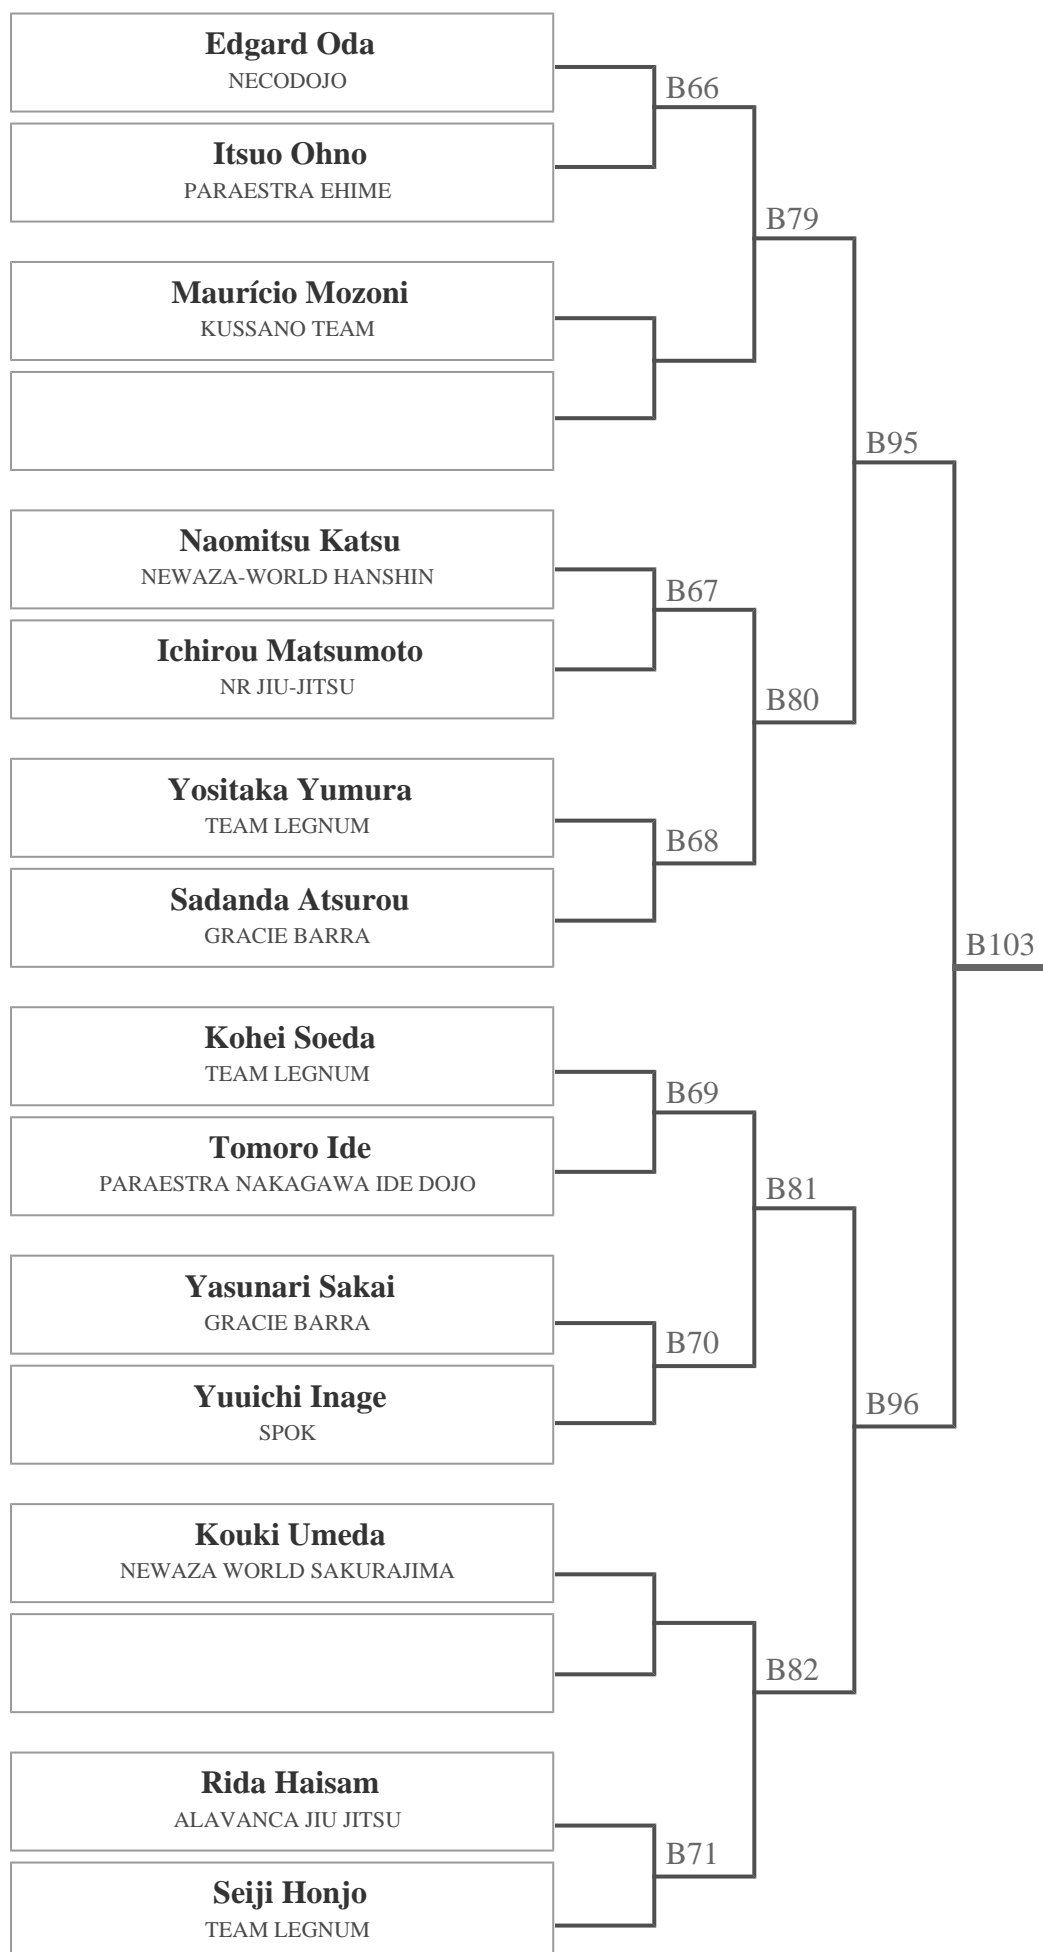 Edgard Oda
NECODOJO
B66
Itsuo Ohno
PARAESTRA EHIME
B79
Maurício Mozoni
KUSSANO TEAM
B95
Naomitsu Katsu
NEWAZA-WORLD HANSHIN
B67
Ichirou Matsumoto
NR JIU-JITSU
B80
Yositaka Yumura
TEAM LEGNUM
B68
Sadanda Atsurou
GRACIE BARRA
B103
Kohei Soeda
TEAM LEGNUM
B69
Tomoro Ide
PARAESTRA NAKAGAWA IDE DOJO
B81
Yasunari Sakai
GRACIE BARRA
B70
Yuuichi Inage
SPOK
B96
Kouki Umeda
NEWAZA WORLD SAKURAJIMA
B82
Rida Haisam
ALAVANCA JIU JITSU
B71
Seiji Honjo
TEAM LEGNUM